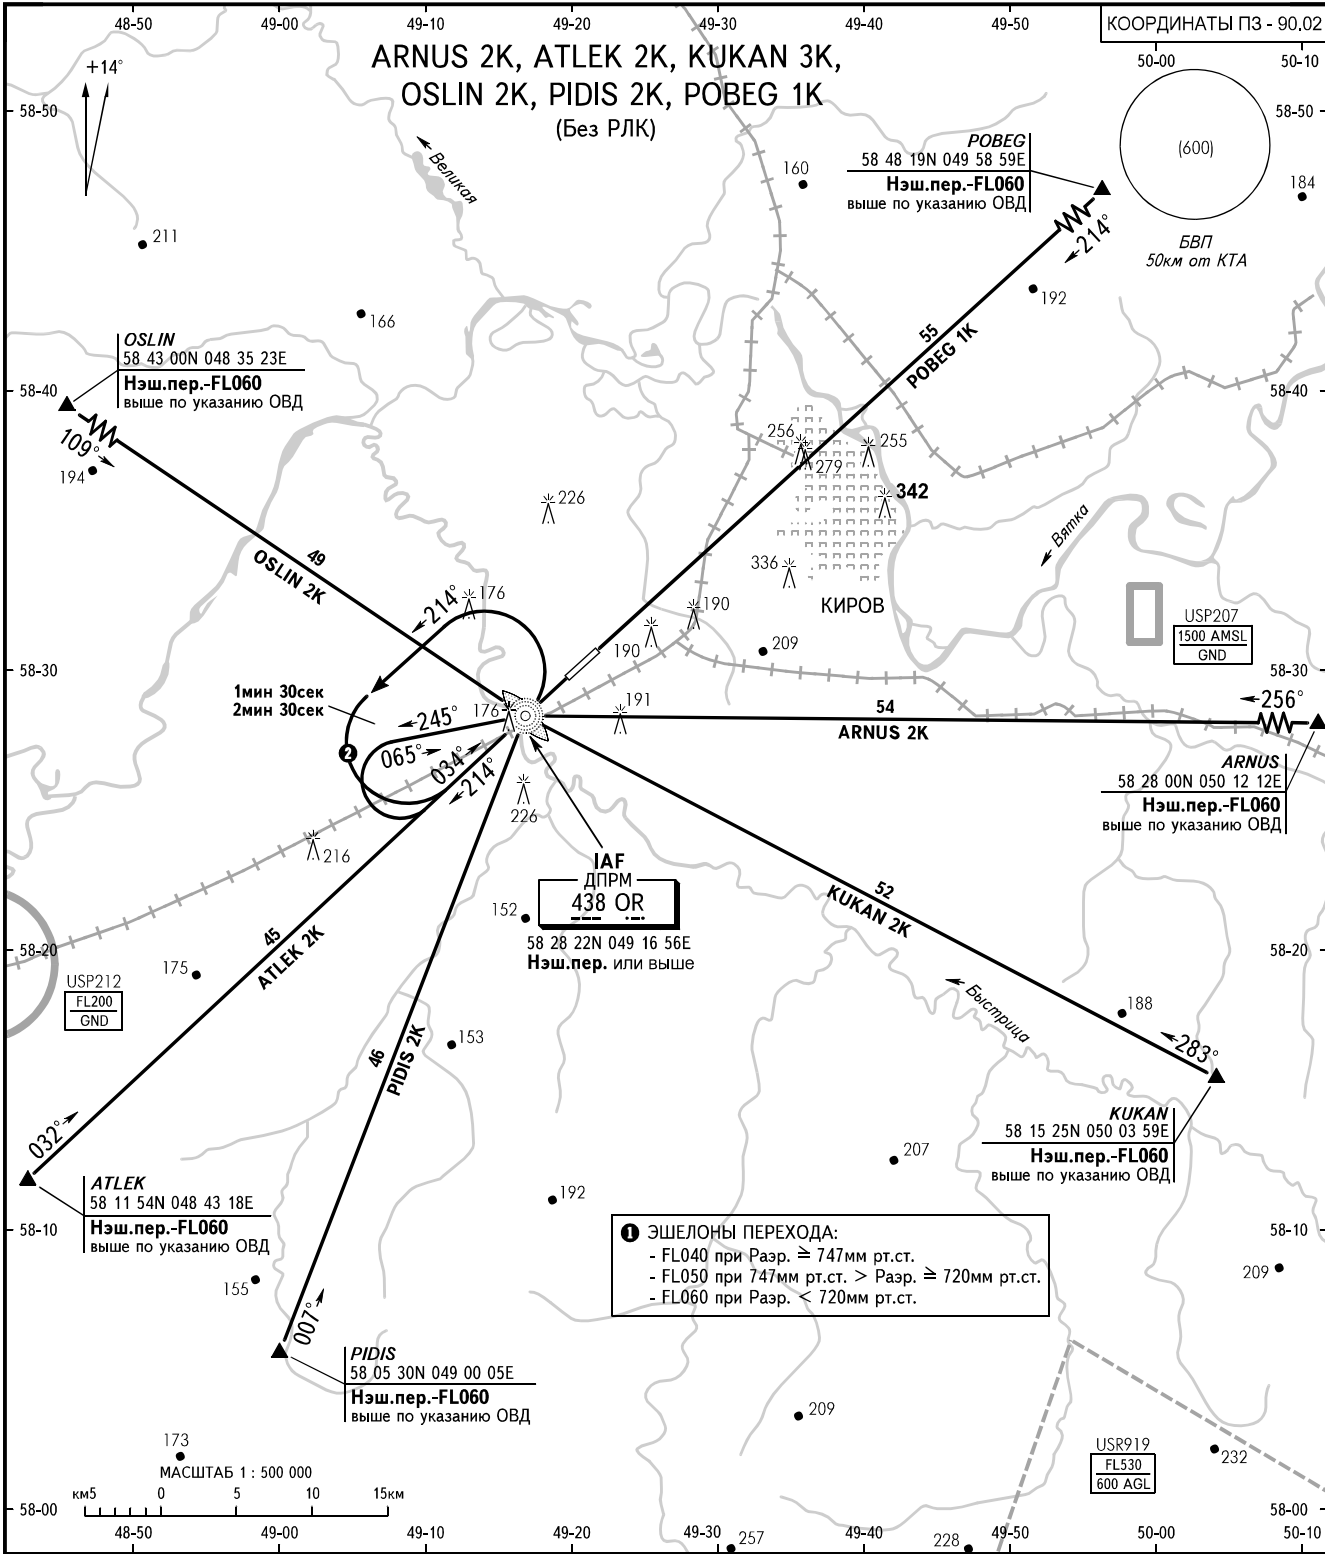 48-50
49-00
49-10
49-20
49-30
49-40
49-50
КООРДИНАТЫ ПЗ - 90.02
50-00
50-10
+14°
ARNUS 2K, ATLEK 2K, KUKAN 3K,
OSLIN 2K, PIDIS 2K, POBEG 1K
(Без РЛК)
58-50
58-50
Великая
160
POBEG
58 48 19N 049 58 59E
Нэш.пер.-FL060
выше по указанию ОВД
(600)
184
214°
БВП
50км от КТА
211
192
166
55
POBEG 1K
OSLIN
58 43 00N 048 35 23E
Нэш.пер.-FL060
выше по указанию ОВД
58-40
58-40
109°
194
256
279
255
342
226
Вятка
49
OSLIN 2K
336
КИРОВ
214°
176
190
190
209
USP207
1500 AMSL
GND
58-30
58-30
1мин 30сек
2мин 30сек
245°
176
191
54
ARNUS 2K
256°
2
065°
034°
214°
ARNUS
58 28 00N 050 12 12E
Нэш.пер.-FL060
выше по указанию ОВД
226
216
IAF
ДПРМ
438 OR
58 28 22N 049 16 56E
Нэш.пер. или выше
152
52
KUKAN 2K
45
ATLEK 2K
58-20
58-20
175
USP212
FL200
GND
Быстрица
188
153
46
PIDIS 2K
283°
KUKAN
58 15 25N 050 03 59E
Нэш.пер.-FL060
выше по указанию ОВД
032°
207
ATLEK
58 11 54N 048 43 18E
Нэш.пер.-FL060
выше по указанию ОВД
192
58-10
58-10
1 ЭШЕЛОНЫ ПЕРЕХОДА:
- FL040 при Раэр. ≥ 747мм рт.ст.
- FL050 при 747мм рт.ст. > Раэр. ≥ 720мм рт.ст.
- FL060 при Раэр. < 720мм рт.ст.
155
209
007°
PIDIS
58 05 30N 049 00 05E
Нэш.пер.-FL060
выше по указанию ОВД
209
173
USR919
FL530
600 AGL
232
МАСШТАБ 1 : 500 000
км5
0
5
10
15км
58-00
58-00
48-50
49-00
49-10
49-20
49-30
257
49-40
228
49-50
50-00
50-10